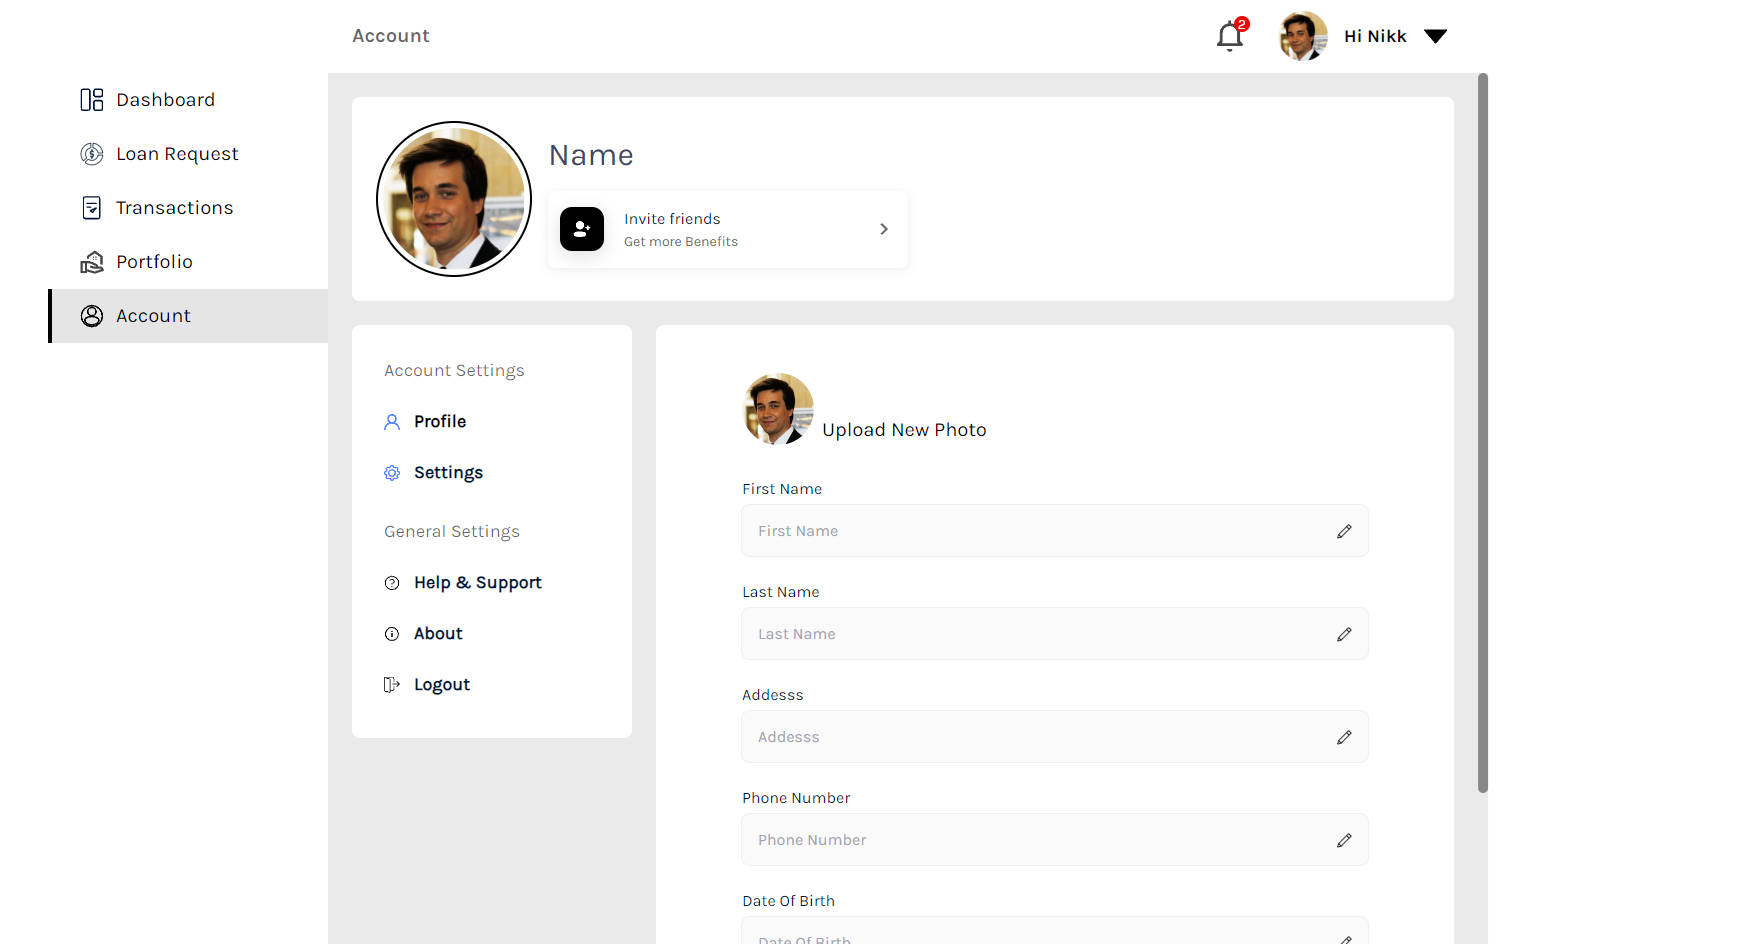 Account
2
Hi Nikk
Dashboard
Loan Request
Transactions
Portfolio
Account
Name
Invite friends
Get more Benefits
Account Settings
Profile
Settings
General Settings
Help & Support
About
Logout
Upload New Photo
First Name
First Name
Last Name
Last Name
Addesss
Addesss
Phone Number
Phone Number
Date Of Birth
Date Of Birth